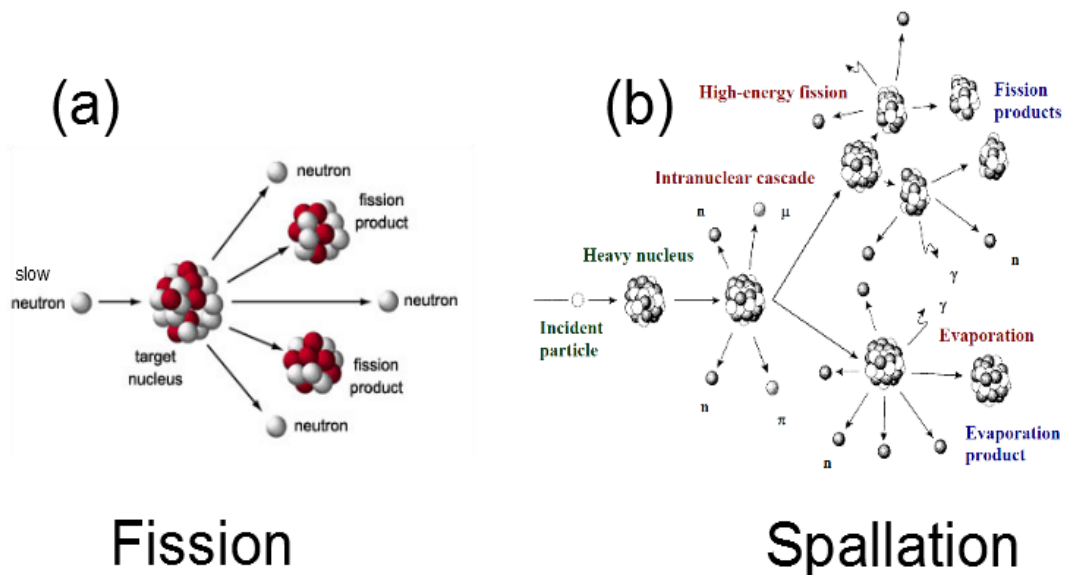 (a)
neutron
fission
product
slow
neutron
neutron
target
nucleus
fission
product
neutron
Fission
(b)
High-energy fission
Fission
products
Intranuclear cascade
n
μ
Heavy nucleus
n
γ
Incident
particle
γ
Evaporation
n
π
n
Evaporation
product
Spallation